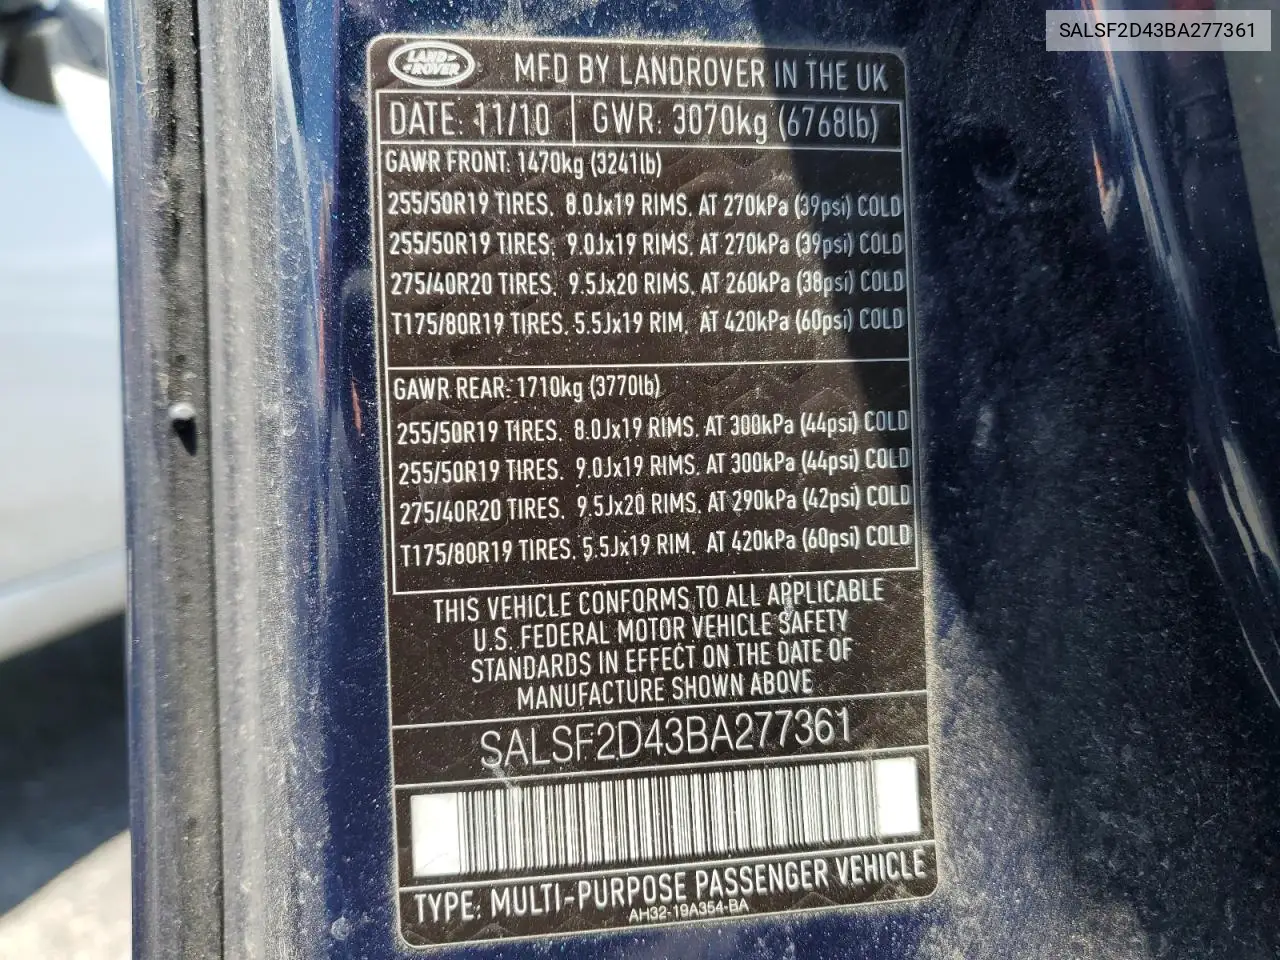 SALSF2D43BA277361
LAND ROVER MFD BY LANDROVER IN THE UK
DATE: 11/10 GWR: 3070kg (6768lb)
GAWR FRONT: 1470kg (3241lb)
255/50R19 TIRES, 8.0Jx19 RIMS, AT 270kPa (39psi) COLD
255/50R19 TIRES, 9.0Jx19 RIMS, AT 270kPa (39psi) COLD
275/40R20 TIRES, 9.5Jx20 RIMS, AT 260kPa (38psi) COLD
T175/80R19 TIRES, 5.5Jx19 RIM, AT 420kPa (60psi) COLD
GAWR REAR: 1710kg (3770lb)
255/50R19 TIRES, 8.0Jx19 RIMS, AT 300kPa (44psi) COLD
255/50R19 TIRES, 9.0Jx19 RIMS, AT 300kPa (44psi) COLD
275/40R20 TIRES, 9.5Jx20 RIMS, AT 290kPa (42psi) COLD
T175/80R19 TIRES, 5.5Jx19 RIM, AT 420kPa (60psi) COLD
THIS VEHICLE CONFORMS TO ALL APPLICABLE
U.S. FEDERAL MOTOR VEHICLE SAFETY
STANDARDS IN EFFECT ON THE DATE OF
MANUFACTURE SHOWN ABOVE
SALSF2D43BA277361
TYPE: MULTI-PURPOSE PASSENGER VEHICLE
AH32-19A354-BA